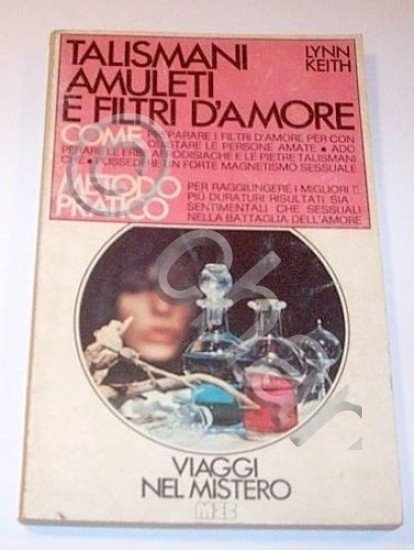 TALISMANI
AMULETI
E FILTRI D'AMORE
LYNN
KEITH
COME PREPARARE I FILTRI D'AMORE PER CON
QUISTARE LE PERSONE AMATE • ADO
PERARE LE ERBE AFRODISIACHE E LE PIETRE TALISMANI
CHE • POSSEDERE UN FORTE MAGNETISMO SESSUALE
METODO
PRATICO
PER RAGGIUNGERE I MIGLIORI E
PIÙ DURATURI RISULTATI SIA
SENTIMENTALI CHE SESSUALI
NELLA BATTAGLIA DELL'AMORE
VIAGGI
NEL MISTERO
MEB